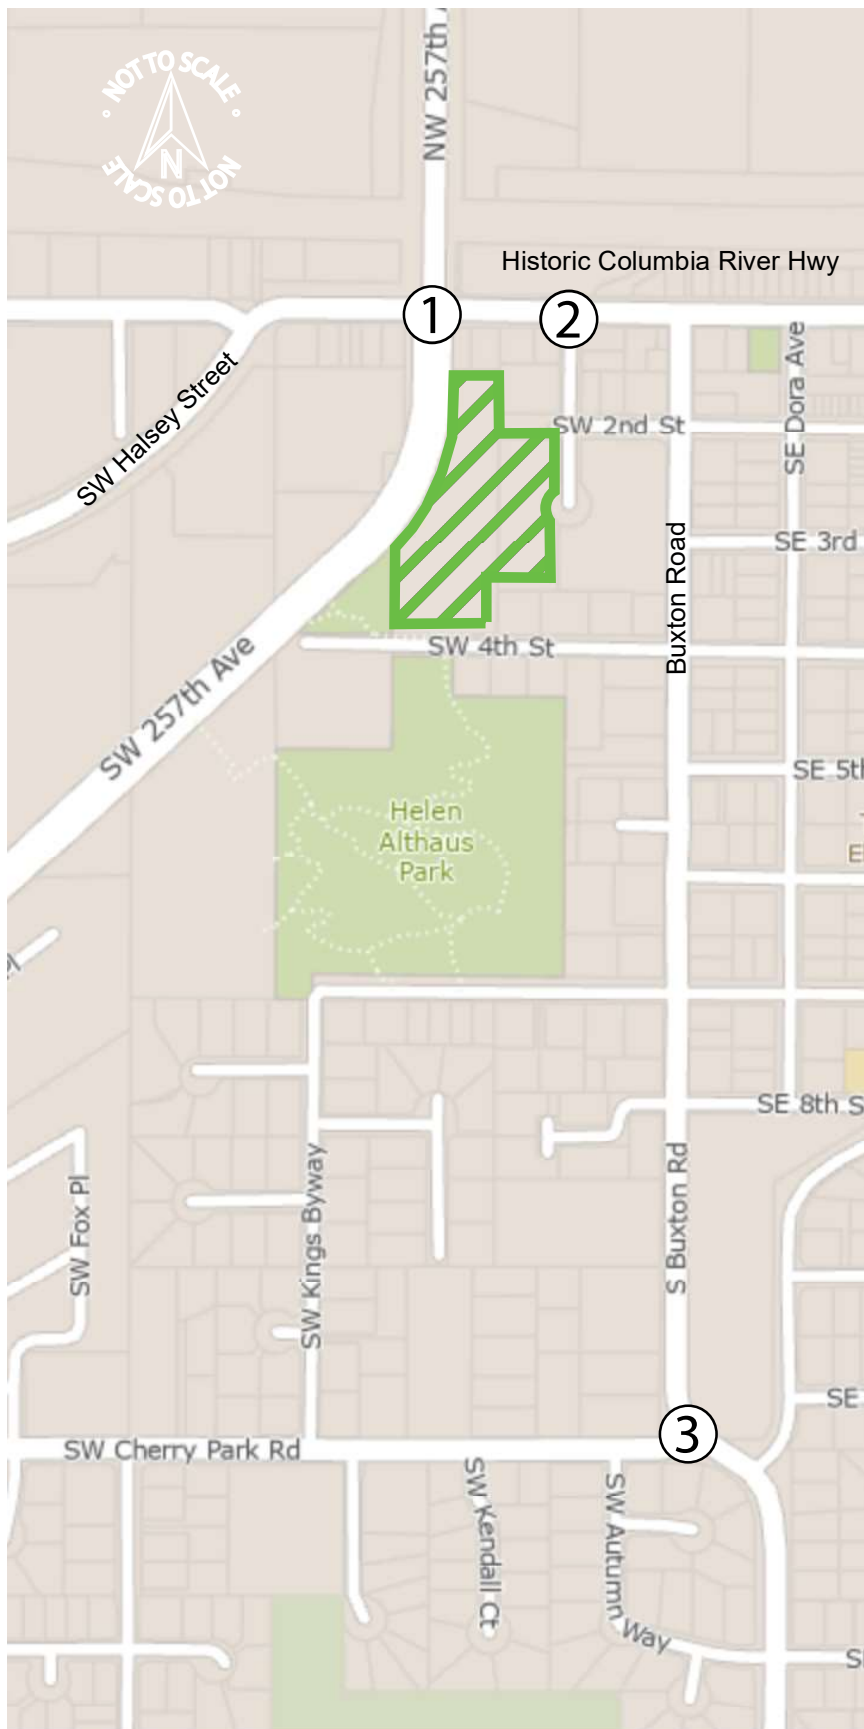 NOT TO SCALE
N
NOT TO SCALE
NW 257th
Historic Columbia River Hwy
1
2
SW Halsey Street
SW 2nd St
SE Dora Ave
SE 3rd
Buxton Road
SW 4th St
SW 257th Ave
SE 5th
Helen
Althaus
Park
SE 8th S
SW Fox Pl
SW Kings Byway
S Buxton Rd
SE
3
SW Cherry Park Rd
SW Kendall Ct
SW Autumn Way